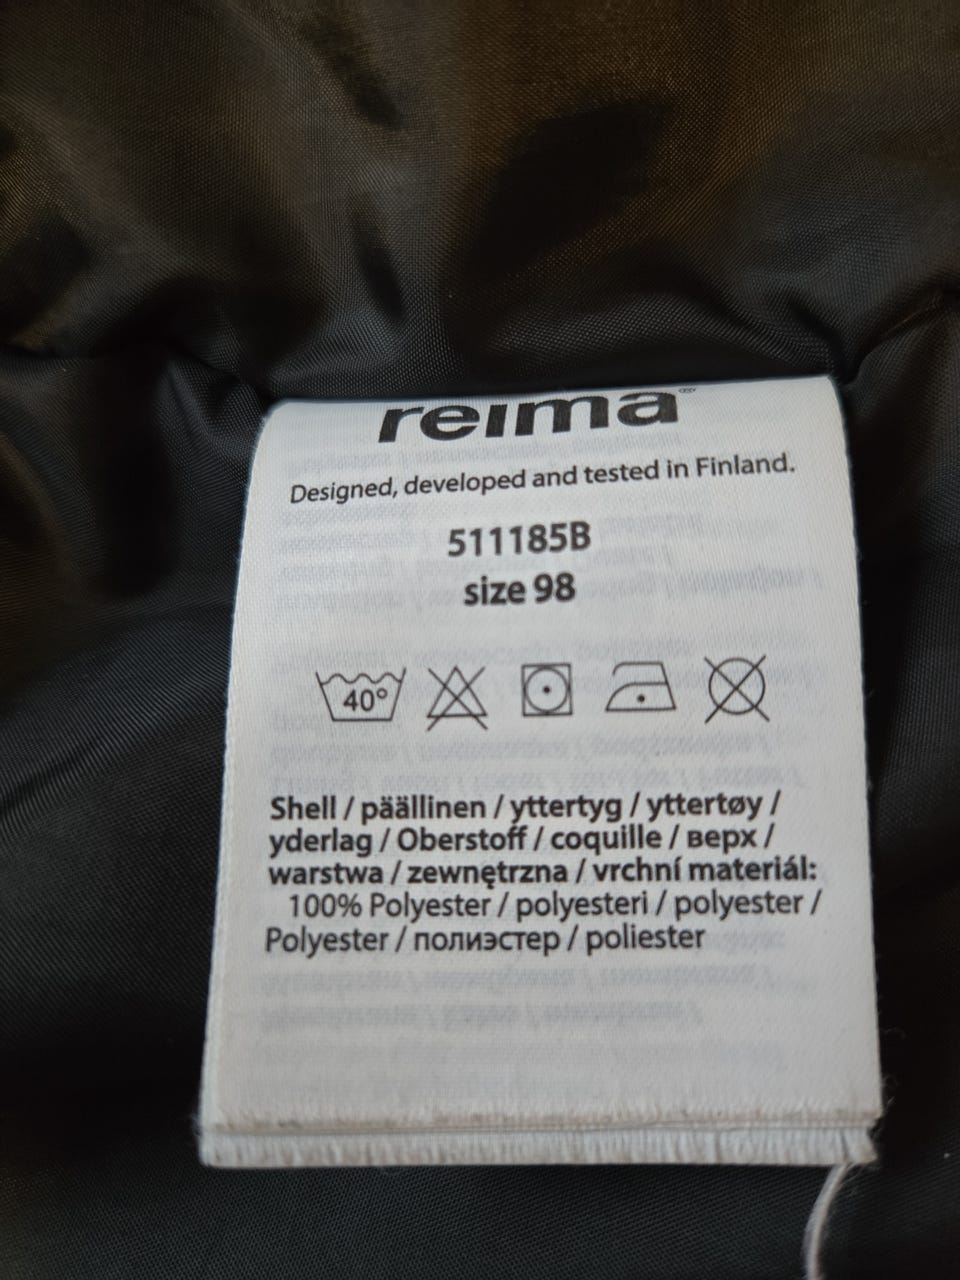 reima®
Designed, developed and tested in Finland.
511185B
size 98
40°
Shell / päällinen / yttertyg / yttertøy /
yderlag / Oberstoff / coquille / верх /
warstwa / zewnętrzna / vrchní materiál:
100% Polyester / polyesteri / polyester /
Polyester / полиэстер / poliester